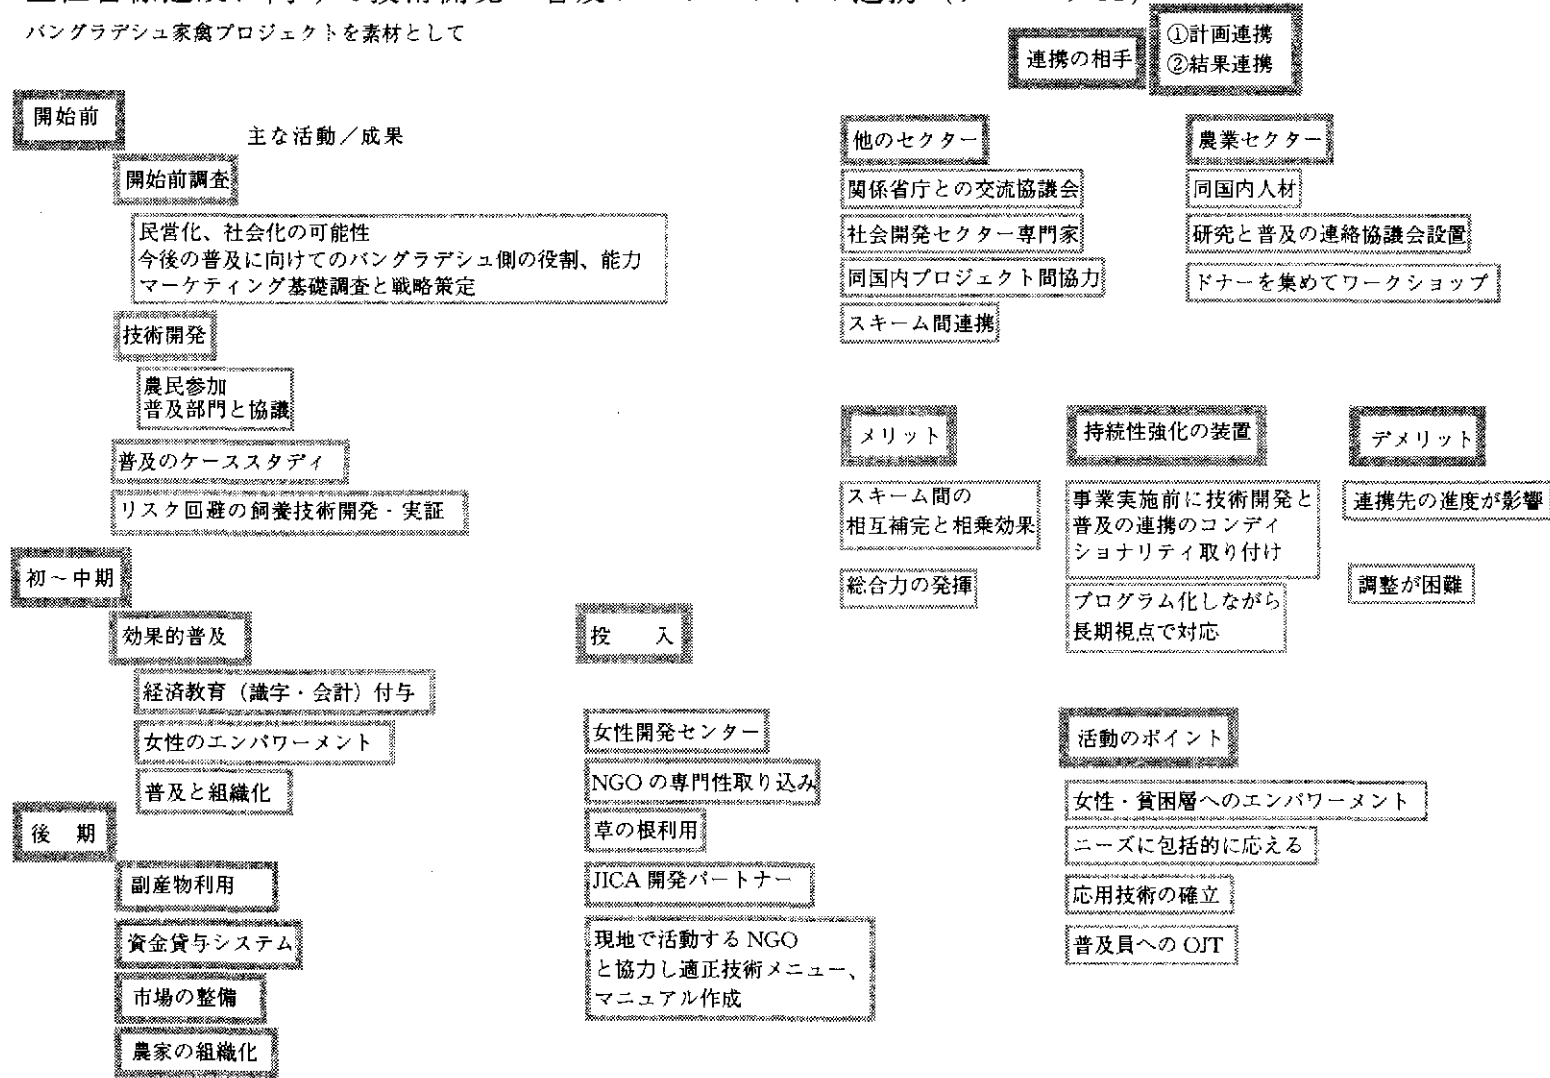 バングラデシュ家禽プロジェクトを素材として
連携の相手
①計画連携
②結果連携
開始前
主な活動／成果
開始前調査
民営化、社会化の可能性
今後の普及に向けてのバングラデシュ側の役割、能力
マーケティング基礎調査と戦略策定
技術開発
農民参加
普及部門と協議
普及のケーススタディ
リスク回避の飼養技術開発・実証
他のセクター
関係省庁との交流協議会
社会開発セクター専門家
同国内プロジェクト間協力
スキーム間連携
農業セクター
同国内人材
研究と普及の連絡協議会設置
ドナーを集めてワークショップ
メリット
スキーム間の
相互補完と相乗効果
総合力の発揮
持続性強化の装置
事業実施前に技術開発と
普及の連携のコンディ
ショナリティ取り付け
プログラム化しながら
長期視点で対応
デメリット
連携先の進度が影響
調整が困難
初～中期
効果的普及
経済教育（識字・会計）付与
女性のエンパワーメント
普及と組織化
後　期
副産物利用
資金貸与システム
市場の整備
農家の組織化
投　入
女性開発センター
NGOの専門性取り込み
草の根利用
JICA開発パートナー
現地で活動するNGO
と協力し適正技術メニュー、
マニュアル作成
活動のポイント
女性・貧困層へのエンパワーメント
ニーズに包括的に応える
応用技術の確立
普及員へのOJT